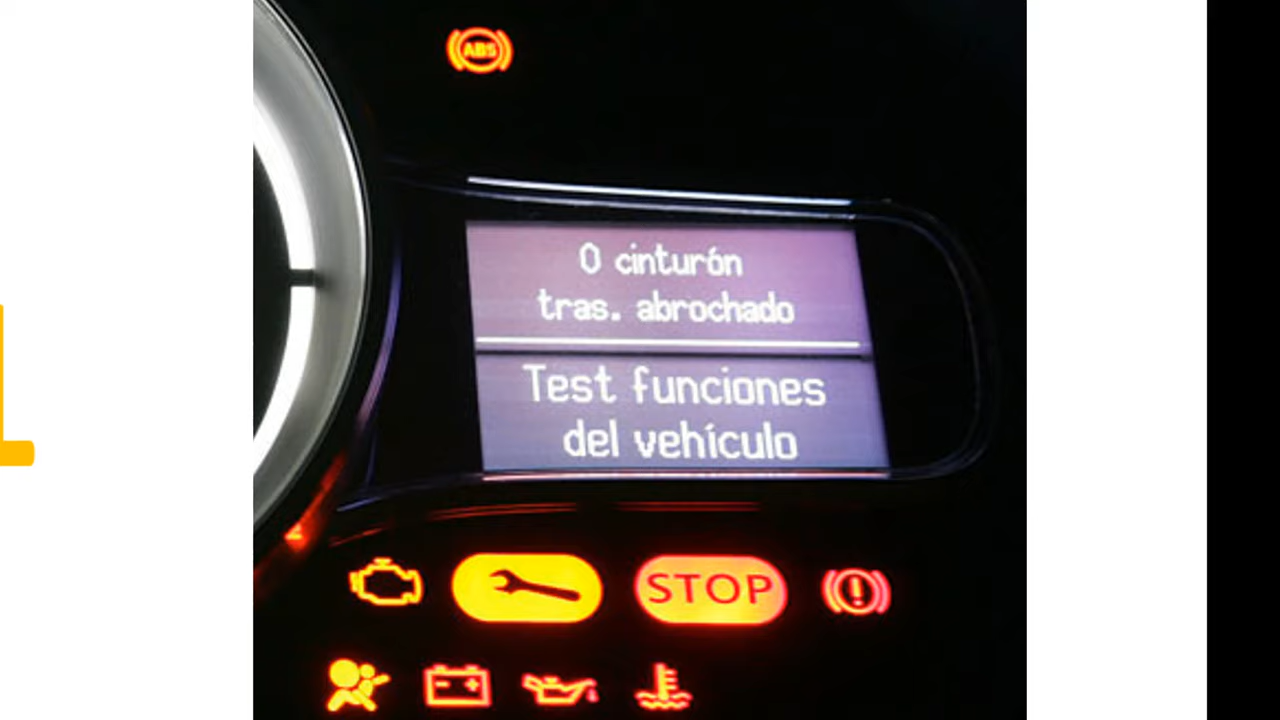 ABS
0 cinturón
tras. abrochado
Test funciones
del vehículo
STOP